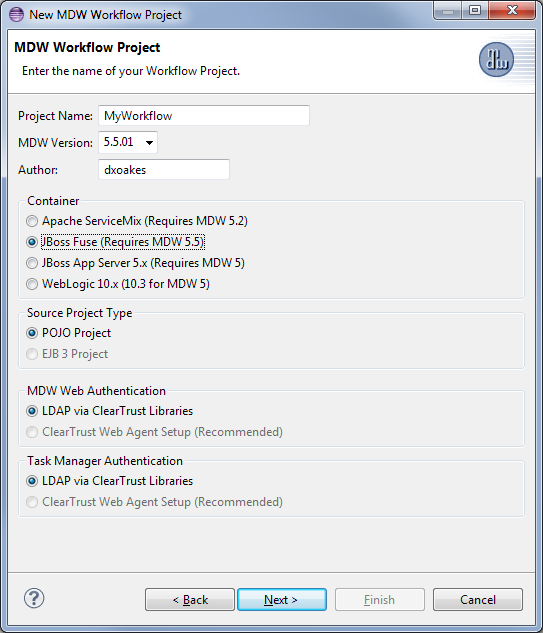 New MDW Workflow Project
MDW Workflow Project
Enter the name of your Workflow Project.
Project Name: MyWorkflow
MDW Version: 5.5.01
Author: dxoakes
Container
Apache ServiceMix (Requires MDW 5.2)
JBoss Fuse (Requires MDW 5.5)
JBoss App Server 5.x (Requires MDW 5)
WebLogic 10.x (10.3 for MDW 5)
Source Project Type
POJO Project
EJB 3 Project
MDW Web Authentication
LDAP via ClearTrust Libraries
ClearTrust Web Agent Setup (Recommended)
Task Manager Authentication
LDAP via ClearTrust Libraries
ClearTrust Web Agent Setup (Recommended)
? < Back Next > Finish Cancel